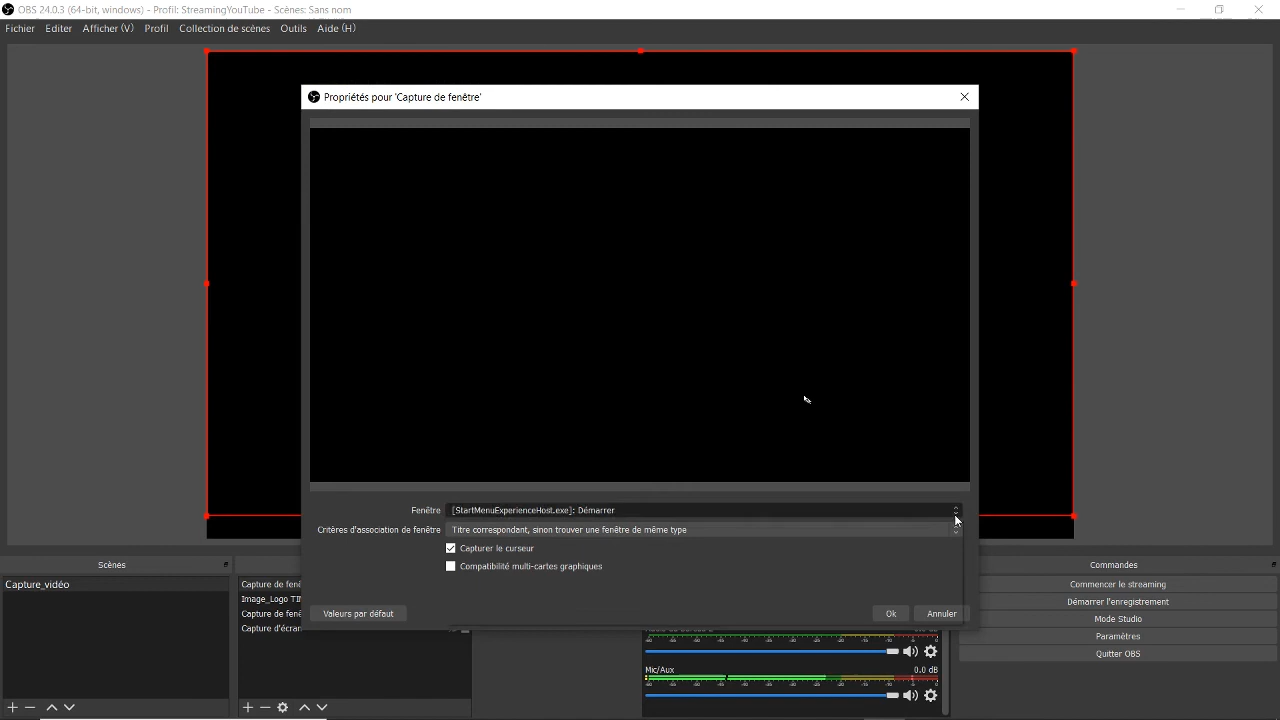 OBS 24.0.3 (64-bit, windows) - Profil: StreamingYouTube - Scènes: Sans nom
Fichier Editer Afficher (V) Profil Collection de scènes Outils Aide (H)
Propriétés pour 'Capture de fenêtre'
Fenêtre [StartMenuExperienceHost.exe]: Démarrer
Critères d'association de fenêtre Titre correspondant, sinon trouver une fenêtre de même type
Capturer le curseur
Compatibilité multi-cartes graphiques
Valeurs par défaut Ok Annuler
Scènes
Capture_vidéo
Capture de fenê
Image_Logo TI
Capture de fenê
Capture d'écran
Mic/Aux 0.0 dB
Commandes
Commencer le streaming
Démarrer l'enregistrement
Mode Studio
Paramètres
Quitter OBS